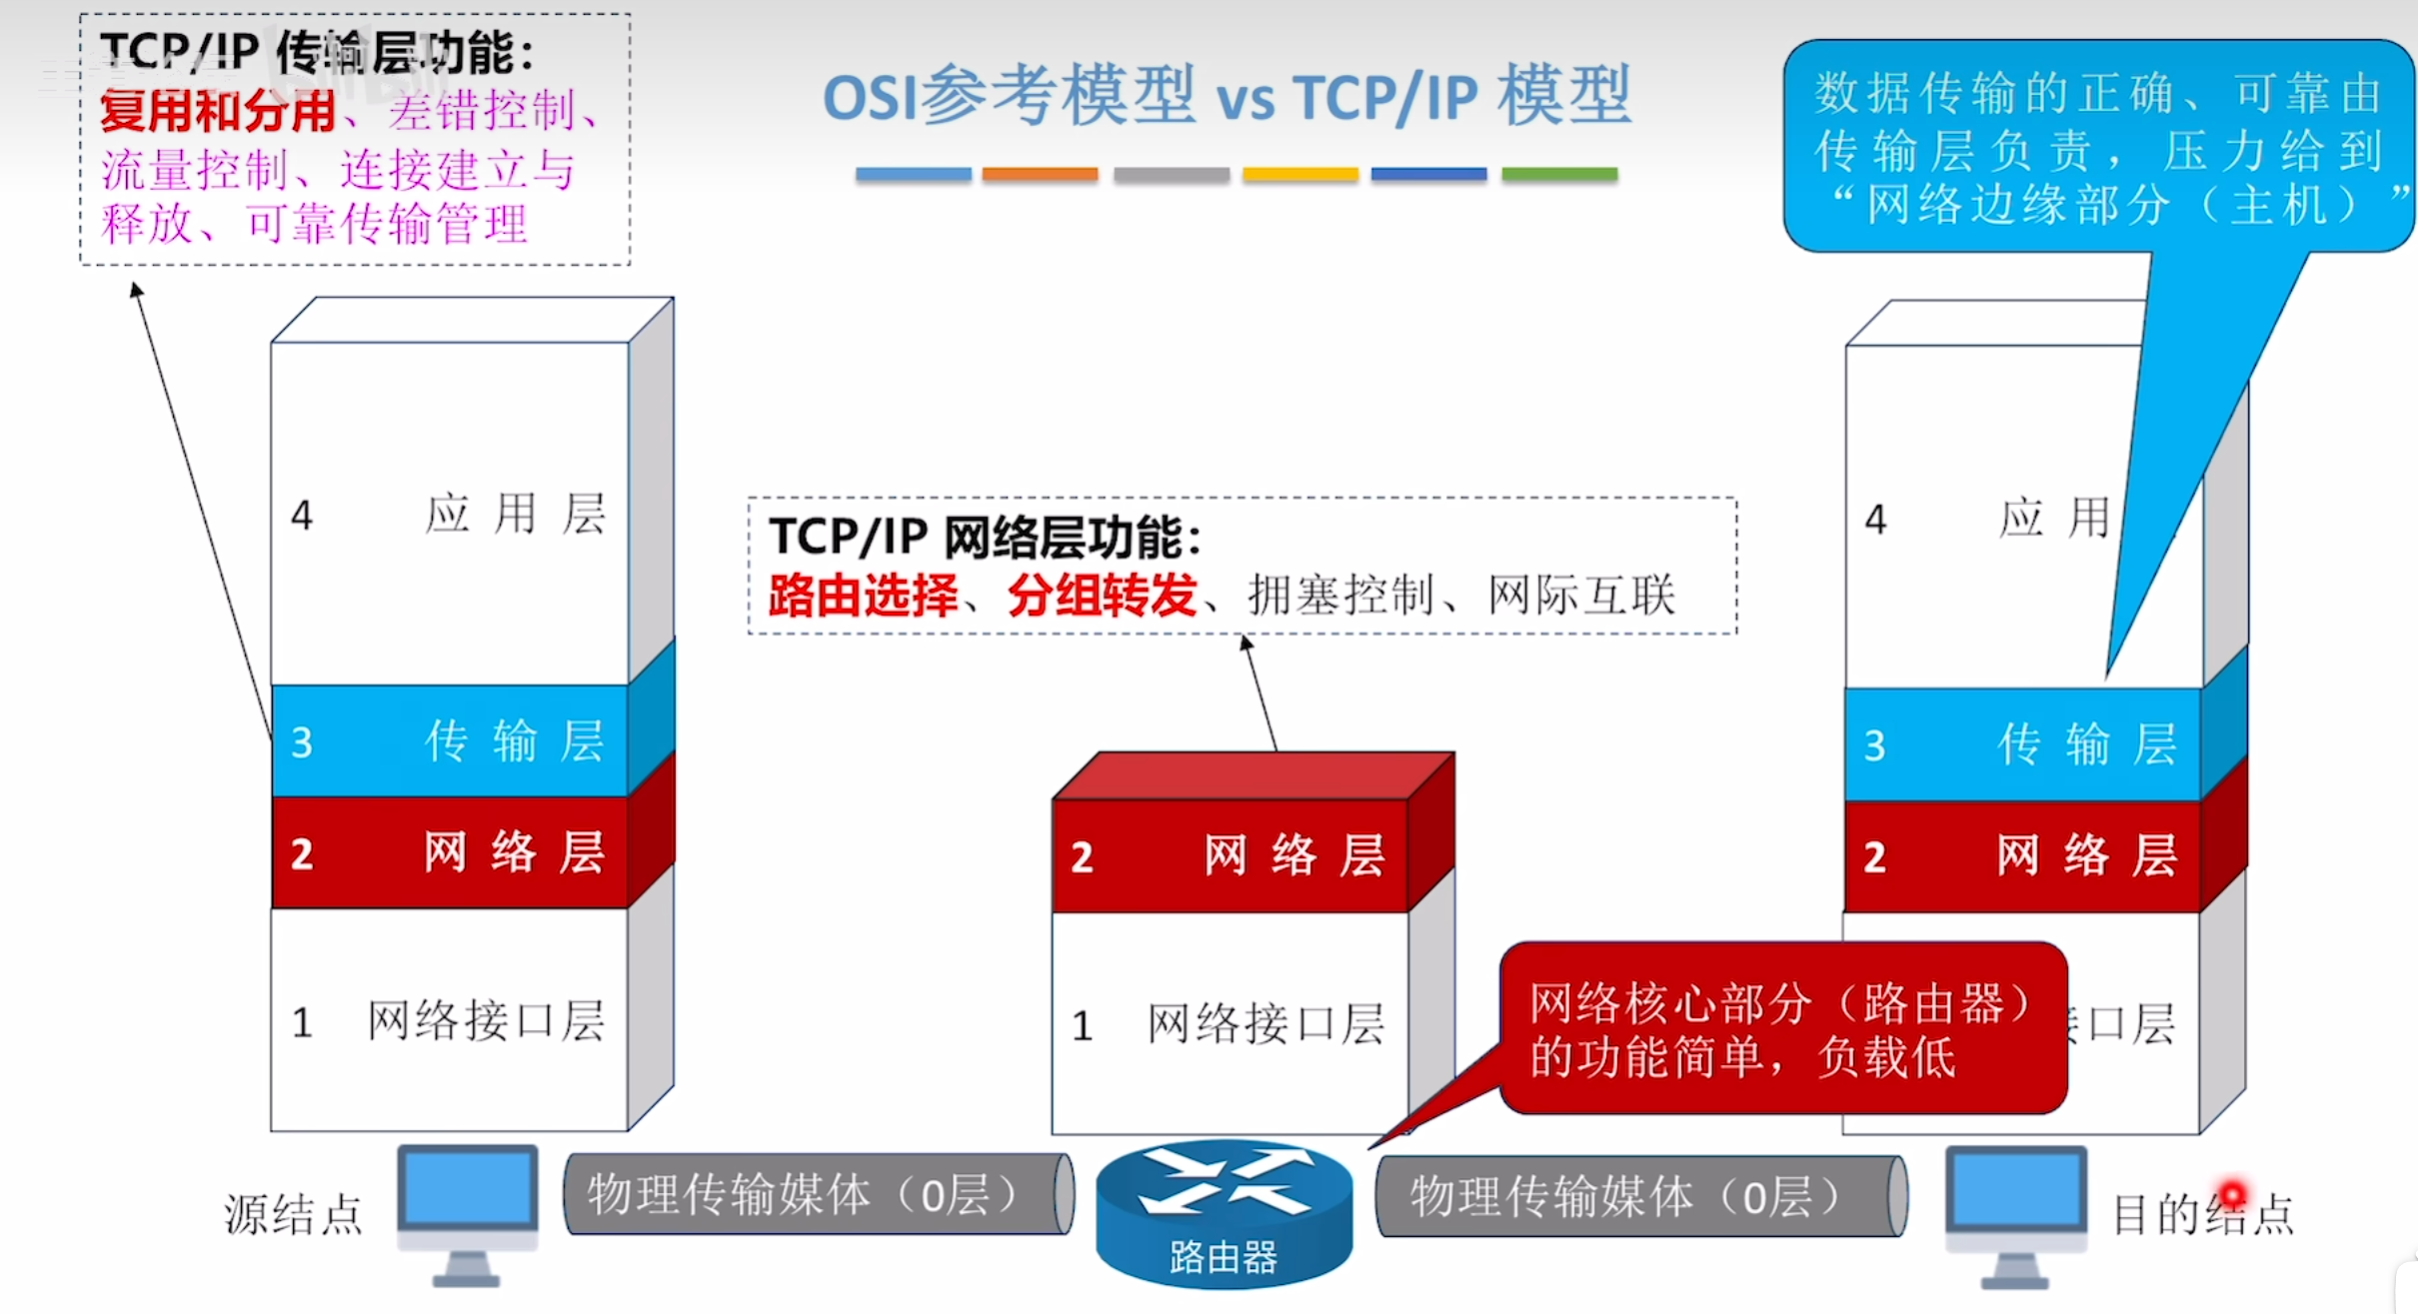 TCP/IP 传输层功能：
复用和分用、差错控制、
流量控制、连接建立与
释放、可靠传输管理
OSI参考模型 vs TCP/IP 模型
数据传输的正确、可靠由
传输层负责，压力给到
“网络边缘部分（主机）”
4 应用层
3 传输层
2 网络层
1 网络接口层
TCP/IP 网络层功能：
路由选择、分组转发、拥塞控制、网际互联
2 网络层
1 网络接口层
4 应用
3 传输层
2 网络层
接口层
网络核心部分（路由器）
的功能简单，负载低
源结点
物理传输媒体（0层）
路由器
物理传输媒体（0层）
目的结点